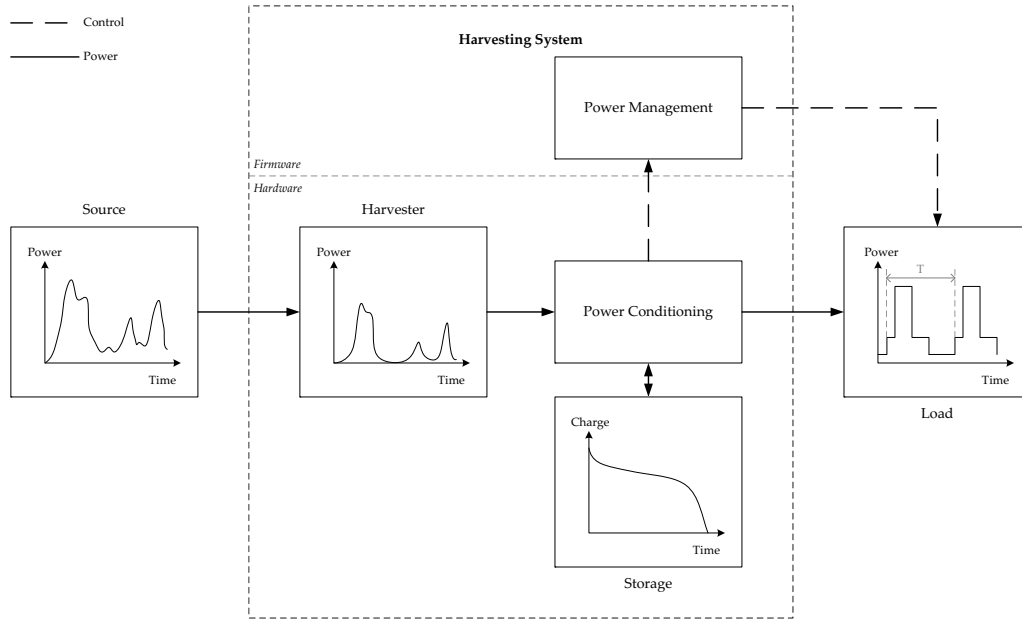 Control
Power
Harvesting System
Power Management
Firmware
Hardware
Source
Harvester
Power
Time
Power
Time
Power Conditioning
Power
T
Time
Load
Charge
Time
Storage